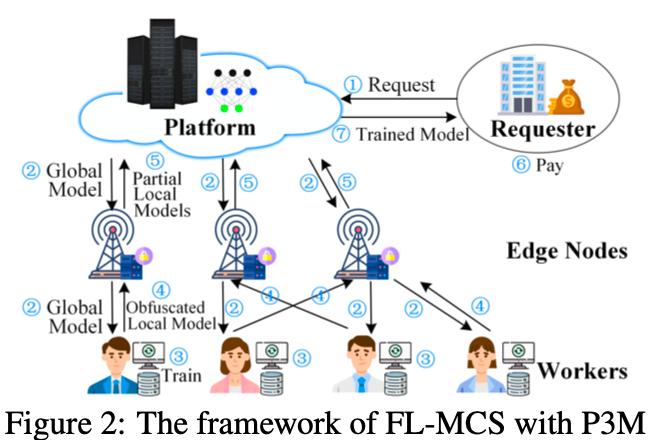 ① Request
Platform
⑦ Trained Model
Requester
⑥ Pay
② Global
Model
⑤
Partial
Local
Models
②
⑤
②
⑤
Edge Nodes
② Global
Model
④
Obfuscated
Local Model
②
④
④
②
②
④
③
Train
③
③
Workers
Figure 2: The framework of FL-MCS with P3M